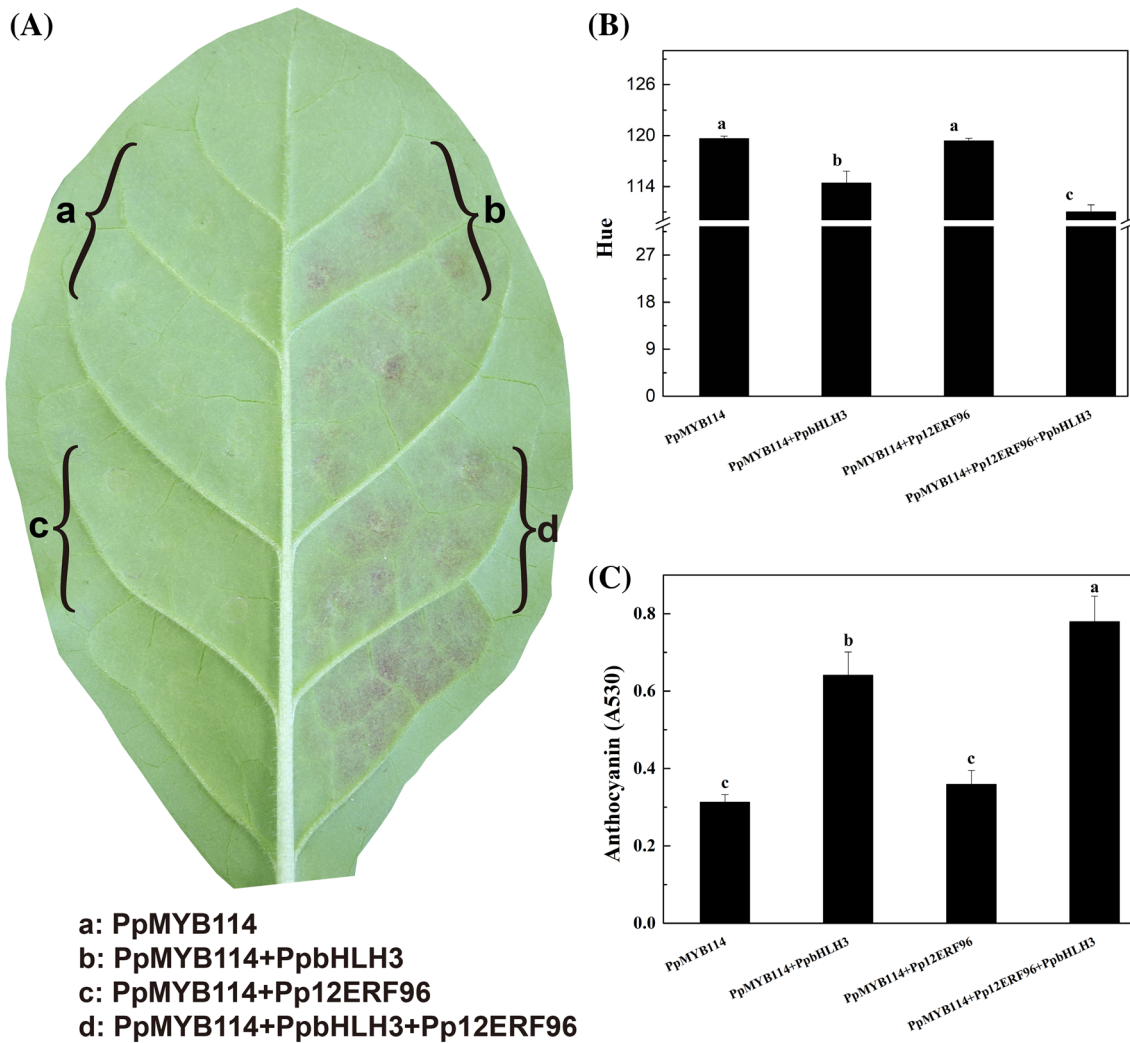 (A)
a
b
c
d
a: PpMYB114
b: PpMYB114+PpbHLH3
c: PpMYB114+Pp12ERF96
d: PpMYB114+PpbHLH3+Pp12ERF96
(B)
Hue
126
120
114
27
18
9
0
a
b
a
c
PpMYB114
PpMYB114+PpbHLH3
PpMYB114+Pp12ERF96
PpMYB114+Pp12ERF96+PpbHLH3
(C)
Anthocyanin (A530)
0.8
0.6
0.4
0.2
0.0
c
b
c
a
PpMYB114
PpMYB114+PpbHLH3
PpMYB114+Pp12ERF96
PpMYB114+Pp12ERF96+PpbHLH3